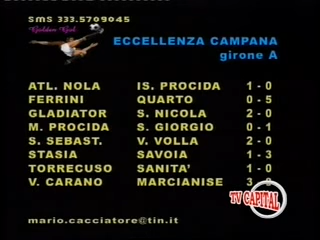 SMS 333.5709045
Golden Gol
ECCELLENZA CAMPANA
girone A
ATL. NOLA IS. PROCIDA 1 - 0
FERRINI QUARTO 0 - 5
GLADIATOR S. NICOLA 2 - 0
M. PROCIDA S. GIORGIO 0 - 1
S. SEBAST. V. VOLLA 2 - 0
STASIA SAVOIA 1 - 3
TORRECUSO SANITA' 1 - 0
V. CARANO MARCIANISE 3 -
TV CAPITAL
mario.cacciatore@tin.it